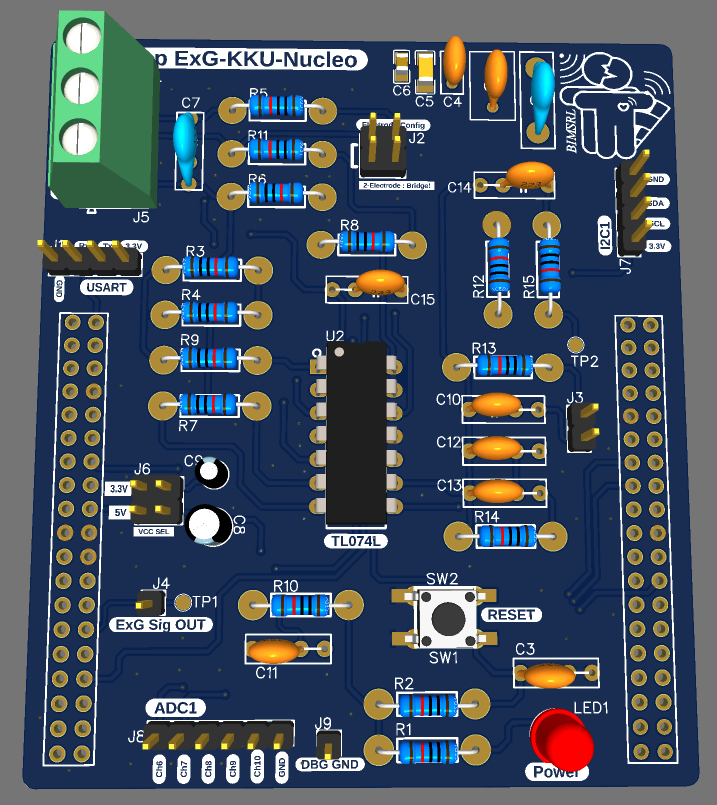 p ExG-KKU-Nucleo
C6
C5
C4
BIMSRL
R5
C7
R11
Electrode Config
J2
2-Electrode : Bridge!
R6
C14
GND
SDA
SCL
3.3V
I2C1
J7
J5
3.3V
GND
USART
R8
R3
R12
R15
C15
R4
U2
TP2
R9
R13
R7
C10
J3
C12
J6
3.3V
5V
VCC SEL
C8
C13
R14
TL074L
J4
TP1
ExG Sig OUT
R10
SW2
RESET
SW1
C11
C3
R2
LED1
ADC1
J8
J9
R1
DBG GND
Power
Ch6
Ch7
Ch8
Ch9
Ch10
GND